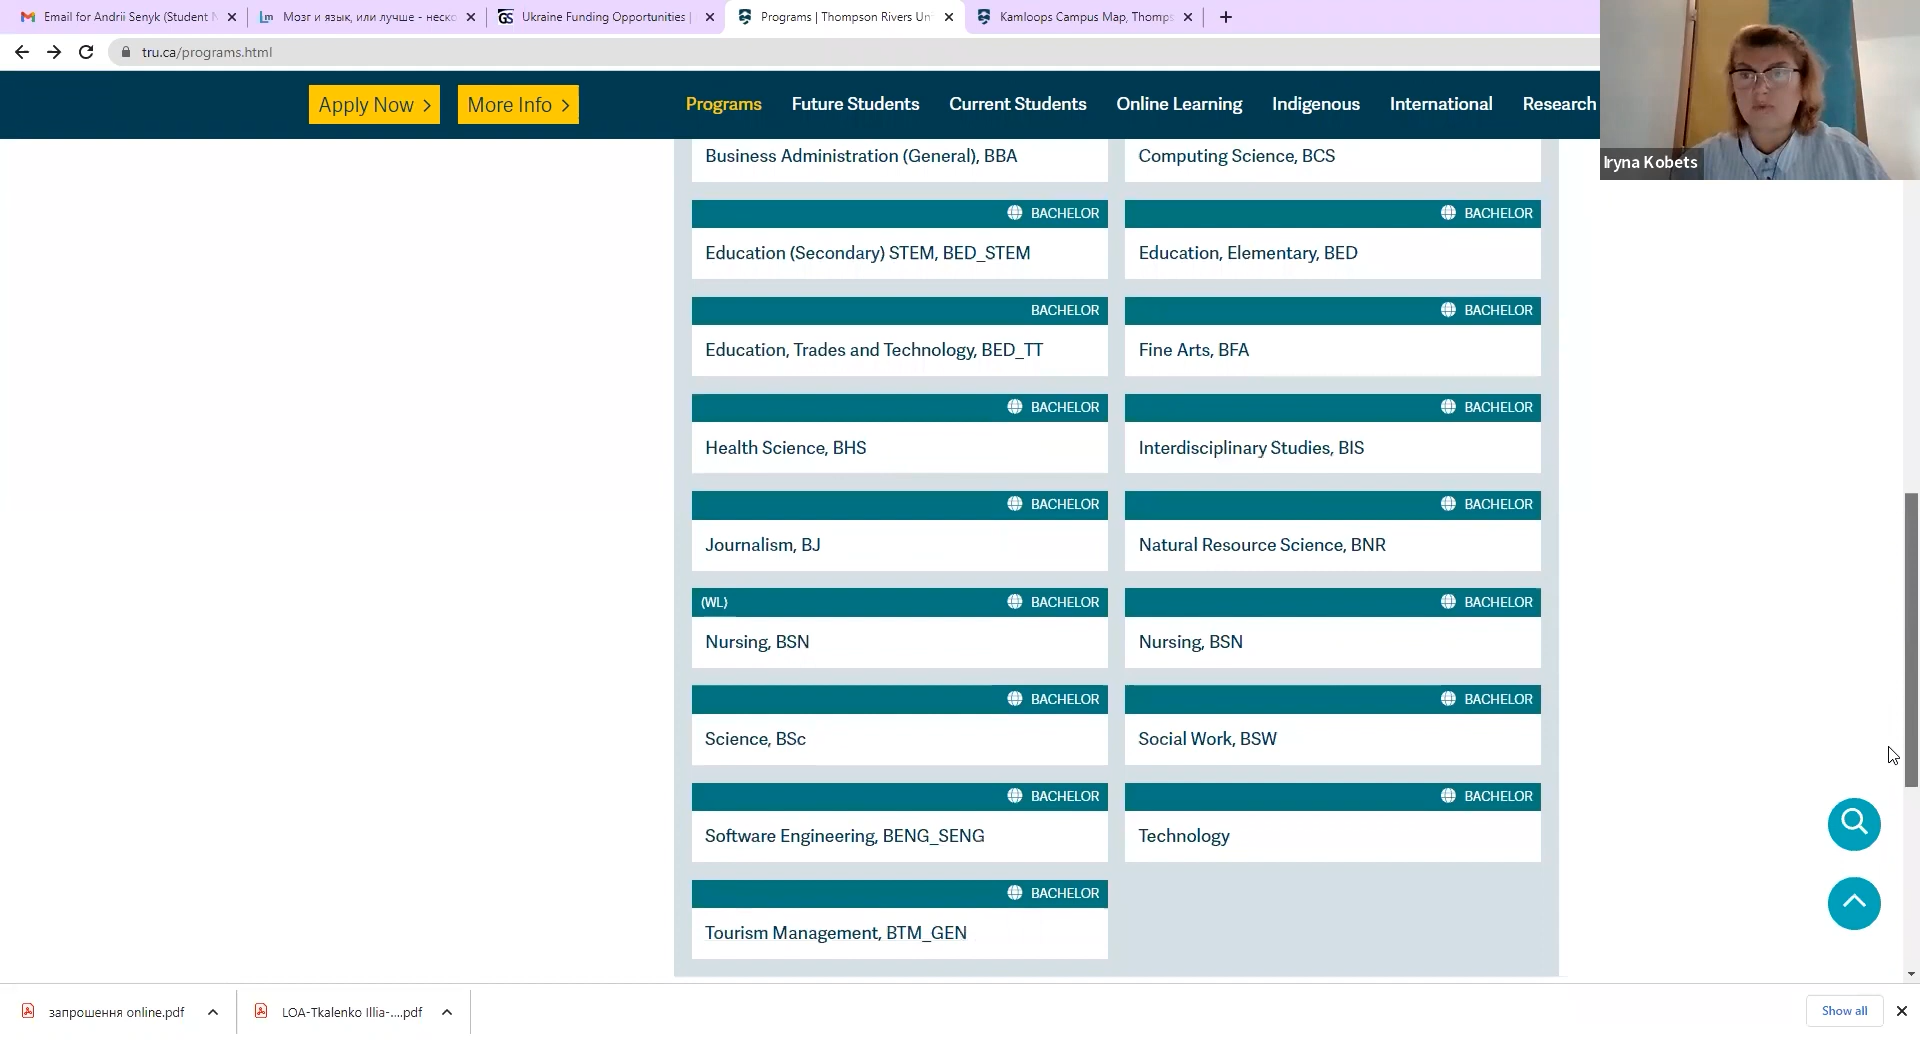 Email for Andrii Senyk (Student N
Мозг и язык, или лучше - неско
Ukraine Funding Opportunities |
Programs | Thompson Rivers Un
Kamloops Campus Map, Thomps
tru.ca/programs.html
Apply Now
More Info
Programs
Future Students
Current Students
Online Learning
Indigenous
International
Research
Iryna Kobets
Business Administration (General), BBA
Computing Science, BCS
BACHELOR
BACHELOR
Education (Secondary) STEM, BED_STEM
Education, Elementary, BED
BACHELOR
BACHELOR
Education, Trades and Technology, BED_TT
Fine Arts, BFA
BACHELOR
BACHELOR
Health Science, BHS
Interdisciplinary Studies, BIS
BACHELOR
BACHELOR
Journalism, BJ
Natural Resource Science, BNR
(WL)
BACHELOR
BACHELOR
Nursing, BSN
Nursing, BSN
BACHELOR
BACHELOR
Science, BSc
Social Work, BSW
BACHELOR
BACHELOR
Software Engineering, BENG_SENG
Technology
BACHELOR
Tourism Management, BTM_GEN
запрошення online.pdf
LOA-Tkalenko Illia-....pdf
Show all